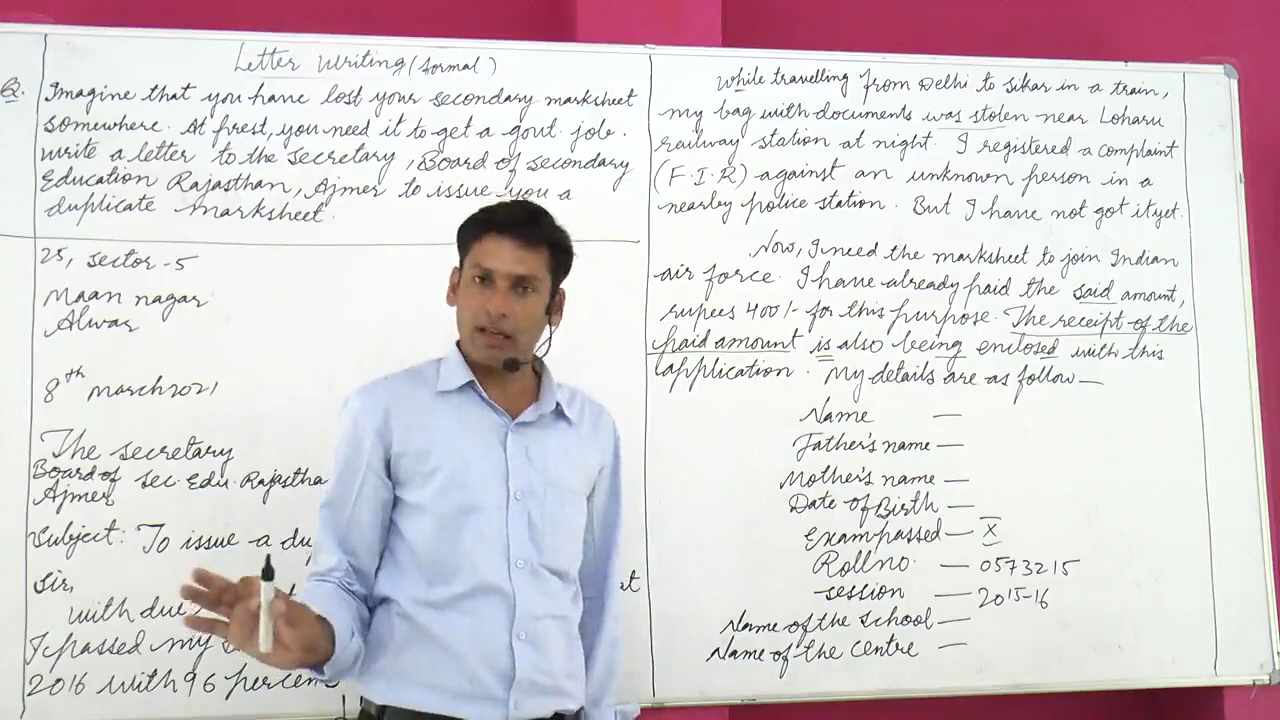 Letter Writing (formal)
Q. Imagine that you have lost your secondary marksheet
somewhere. At first, you need it to get a govt. job.
write a letter to the secretary, Board of secondary
Education Rajasthan, Ajmer to issue you a
duplicate marksheet.
25, sector-5
Maan nagar
Alwar
8th march 2021
The secretary
Board of sec. Edu. Rajastha
Ajmer
Subject: To issue a du
Sir,
with due
I passed my
2016 with 96 percen
While travelling from Delhi to sikar in a train,
my bag with documents was stolen near Loharu
railway station at night. I registered a complaint
(F.I.R) against an unknown person in a
nearby police station. But I have not got it yet.
Now, I need the marksheet to join Indian
air force. I have already paid the said amount,
rupees 400/- for this purpose. The receipt of the
paid amount is also being enclosed with this
application. My details are as follow—
Name —
Father's name —
Mother's name —
Date of Birth —
Exam passed — X
Roll no. — 0573215
session — 2015-16
Name of the school —
Name of the centre —